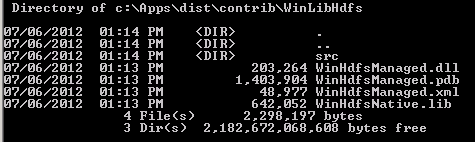 Directory of c:\Apps\dist\contrib\WinLibHdfs
07/06/2012 01:14 PM <DIR> .
07/06/2012 01:14 PM <DIR> ..
07/06/2012 01:14 PM <DIR> src
07/06/2012 01:13 PM 203,264 WinHdfsManaged.dll
07/06/2012 01:13 PM 1,403,904 WinHdfsManaged.pdb
07/06/2012 01:13 PM 48,977 WinHdfsManaged.xml
07/06/2012 01:13 PM 642,052 WinHdfsNative.lib
4 File(s) 2,298,197 bytes
3 Dir(s) 2,182,672,068,608 bytes free